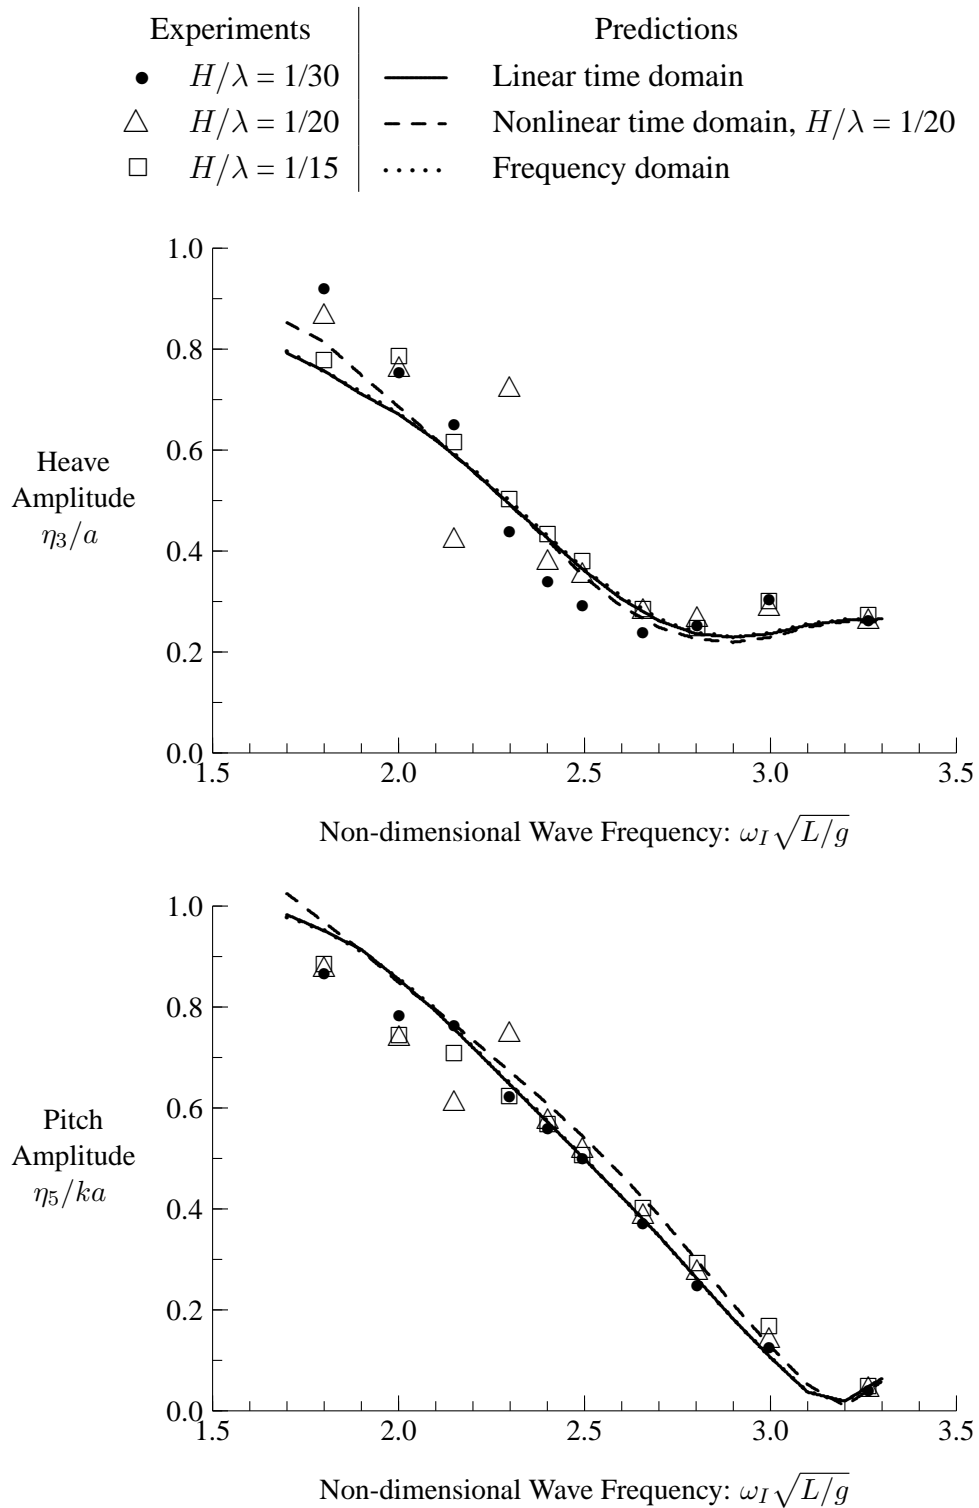 Experiments Predictions
H/λ = 1/30 Linear time domain
H/λ = 1/20 Nonlinear time domain, H/λ = 1/20
H/λ = 1/15 Frequency domain
1.0
0.8
0.6
0.4
0.2
0.0
Heave
Amplitude
η₃/a
1.5 2.0 2.5 3.0 3.5
Non-dimensional Wave Frequency: ω_I√L/g
1.0
0.8
0.6
0.4
0.2
0.0
Pitch
Amplitude
η₅/ka
1.5 2.0 2.5 3.0 3.5
Non-dimensional Wave Frequency: ω_I√L/g